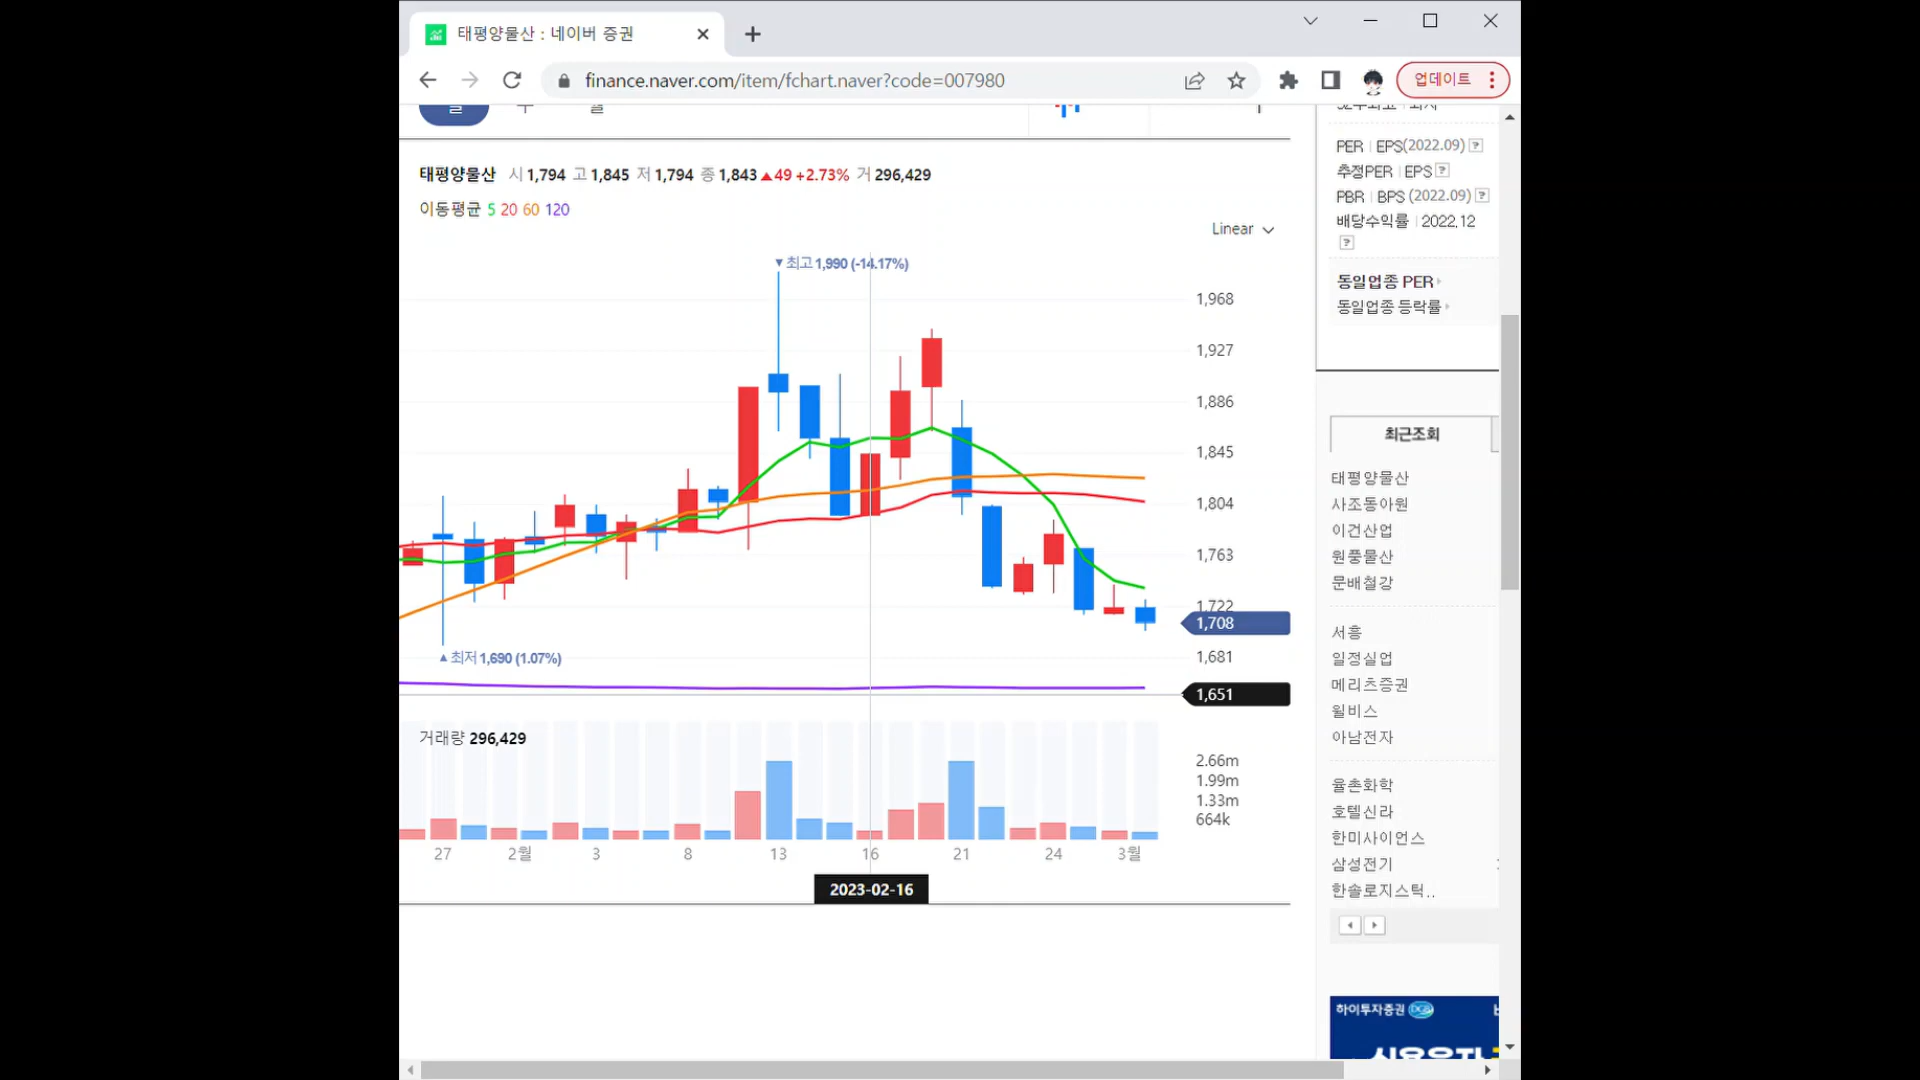 태평양물산 : 네이버 증권
finance.naver.com/item/fchart.naver?code=007980
업데이트
태평양물산 시 1,794 고 1,845 저 1,794 종 1,843 ▲49 +2.73% 거 296,429
이동평균 5 20 60 120
Linear
▼최고 1,990 (-14.17%)
1,968
1,927
1,886
1,845
1,804
1,763
1,722
1,708
1,681
1,651
▲최저 1,690 (1.07%)
거래량 296,429
2.66m
1.99m
1.33m
664k
27 2월 3 8 13 16 21 24 3월
2023-02-16
PER | EPS(2022.09) ?
추정PER | EPS ?
PBR | BPS (2022.09) ?
배당수익률 | 2022.12
?
동일업종 PER
동일업종 등락률
최근조회
태평양물산
사조동아원
이건산업
원풍물산
문배철강
서흥
일정실업
메리츠증권
윌비스
아남전자
율촌화학
호텔신라
한미사이언스
삼성전기
한솔로지스틱..
하이투자증권 DGB